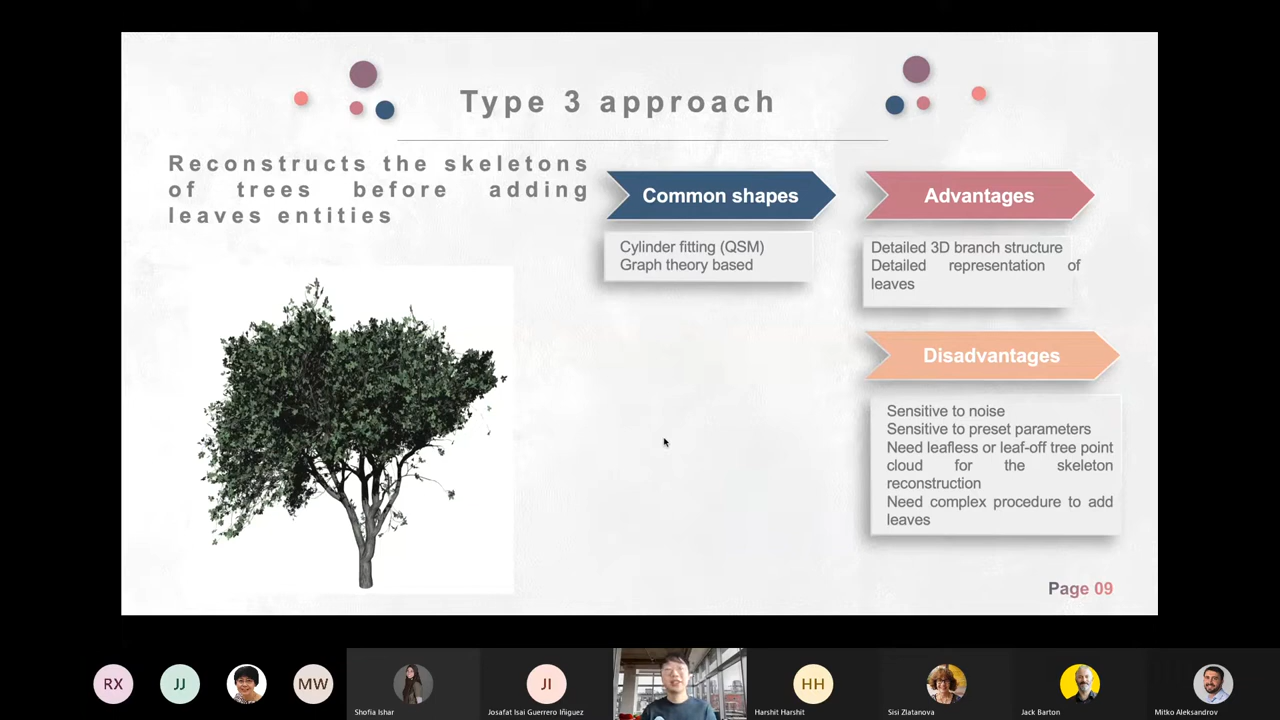 Type 3 approach
Reconstructs the skeletons
of trees before adding
leaves entities
Common shapes
Cylinder fitting (QSM)
Graph theory based
Advantages
Detailed 3D branch structure
Detailed representation of
leaves
Disadvantages
Sensitive to noise
Sensitive to preset parameters
Need leafless or leaf-off tree point
cloud for the skeleton
reconstruction
Need complex procedure to add
leaves
Page 09
RX
JJ
MW
Shofia Ishar
JI
Josafat Isai Guerrero Iñiguez
HH
Harshit Harshit
Sisi Zlatanova
Jack Barton
Mitko Aleksandrov